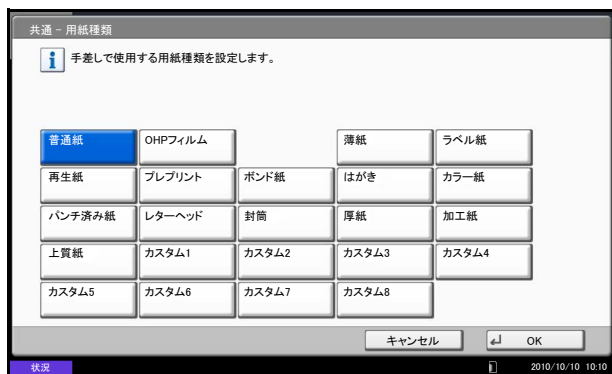 共通 - 用紙種類
手差しで使用する用紙種類を設定します。
普通紙 OHPフィルム 薄紙 ラベル紙
再生紙 プレプリント ボンド紙 はがき カラー紙
パンチ済み紙 レターヘッド 封筒 厚紙 加工紙
上質紙 カスタム1 カスタム2 カスタム3 カスタム4
カスタム5 カスタム6 カスタム7 カスタム8
キャンセル OK
状況 2010/10/10 10:10